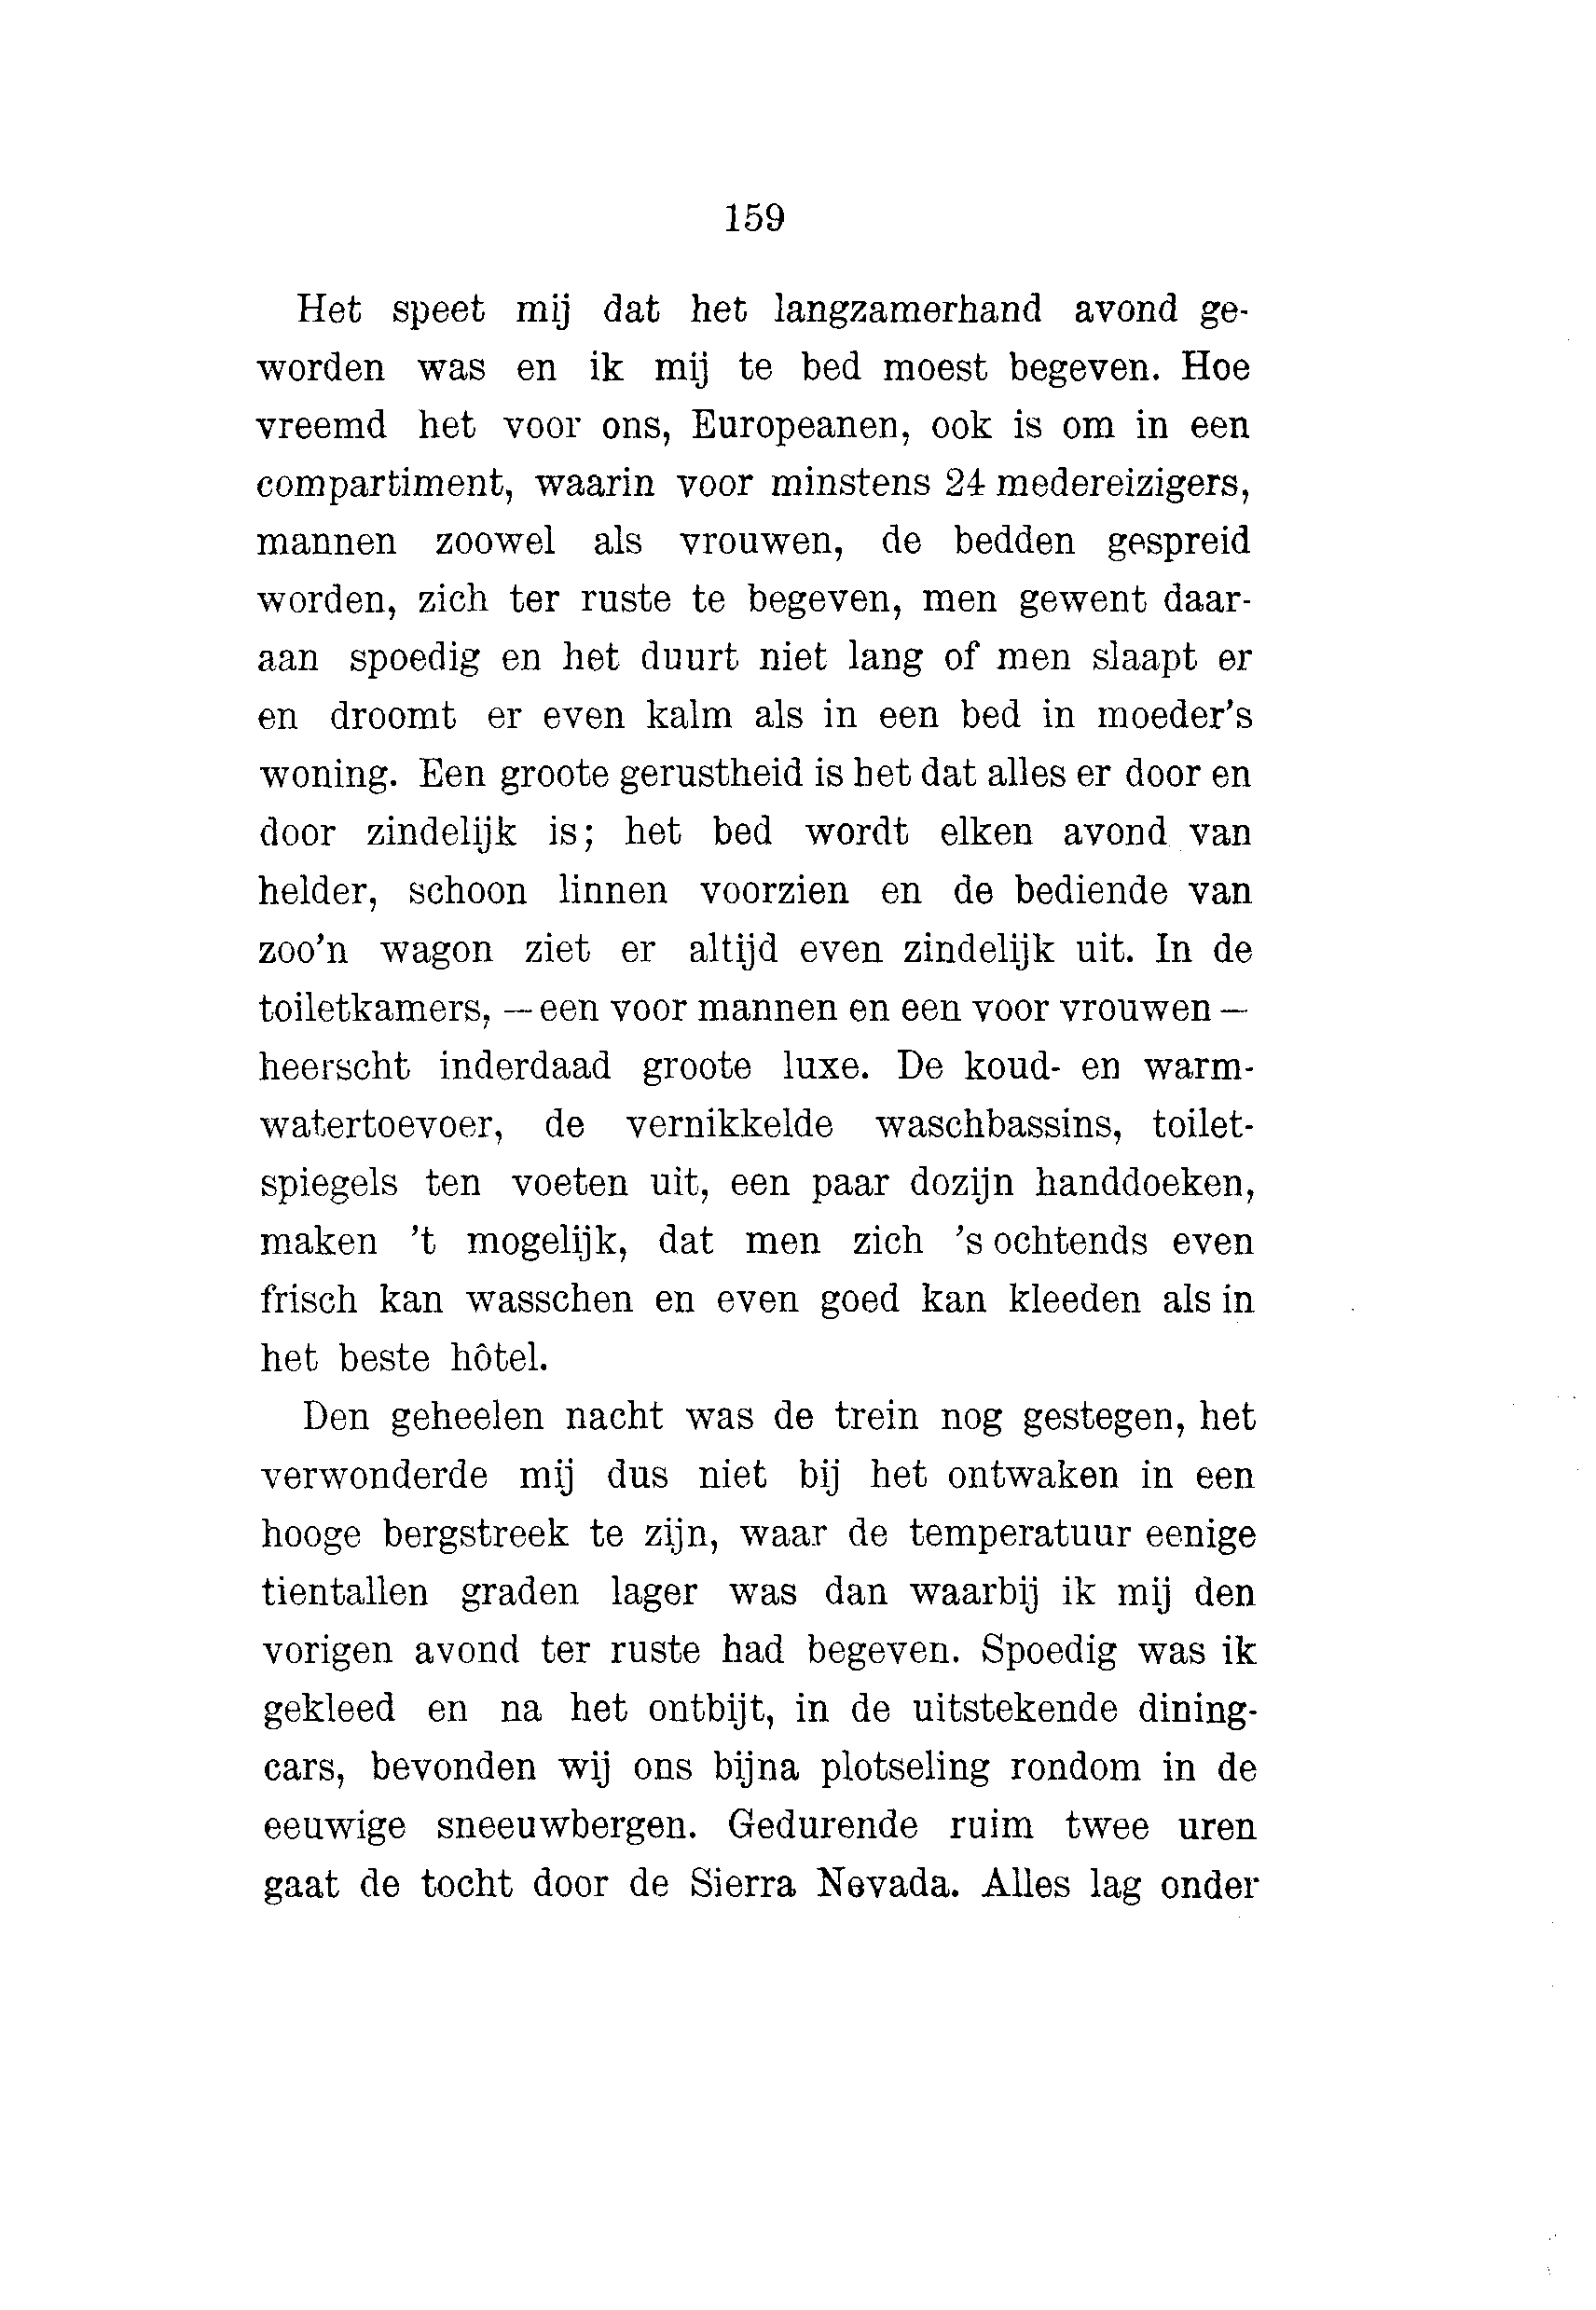 159
Het speet mij dat het langzamerhand avond ge-
worden was en ik mij te bed moest begeven. Hoe
vreemd het voor ons, Europeanen, ook is om in een
compartiment, waarin voor minstens 24 medereizigers,
mannen zoowel als vrouwen, de bedden gespreid
worden, zich ter ruste te begeven, men gewent daar-
aan spoedig en het duurt niet lang of men slaapt er
en droomt er even kalm als in een bed in moeder's
woning. Een groote gerustheid is het dat alles er door en
door zindelijk is; het bed wordt elken avond van
helder, schoon linnen voorzien en de bediende van
zoo'n wagon ziet er altijd even zindelijk uit. In de
toiletkamers, — een voor mannen en een voor vrouwen —
heerscht inderdaad groote luxe. De koud- en warm-
watertoevoer, de vernikkelde waschbassins, toilet-
spiegels ten voeten uit, een paar dozijn handdoeken,
maken 't mogelijk, dat men zich 's ochtends even
frisch kan wasschen en even goed kan kleeden als in
het beste hôtel.
Den geheelen nacht was de trein nog gestegen, het
verwonderde mij dus niet bij het ontwaken in een
hooge bergstreek te zijn, waar de temperatuur eenige
tientallen graden lager was dan waarbij ik mij den
vorigen avond ter ruste had begeven. Spoedig was ik
gekleed en na het ontbijt, in de uitstekende dining-
cars, bevonden wij ons bijna plotseling rondom in de
eeuwige sneeuwbergen. Gedurende ruim twee uren
gaat de tocht door de Sierra Nevada. Alles lag onder